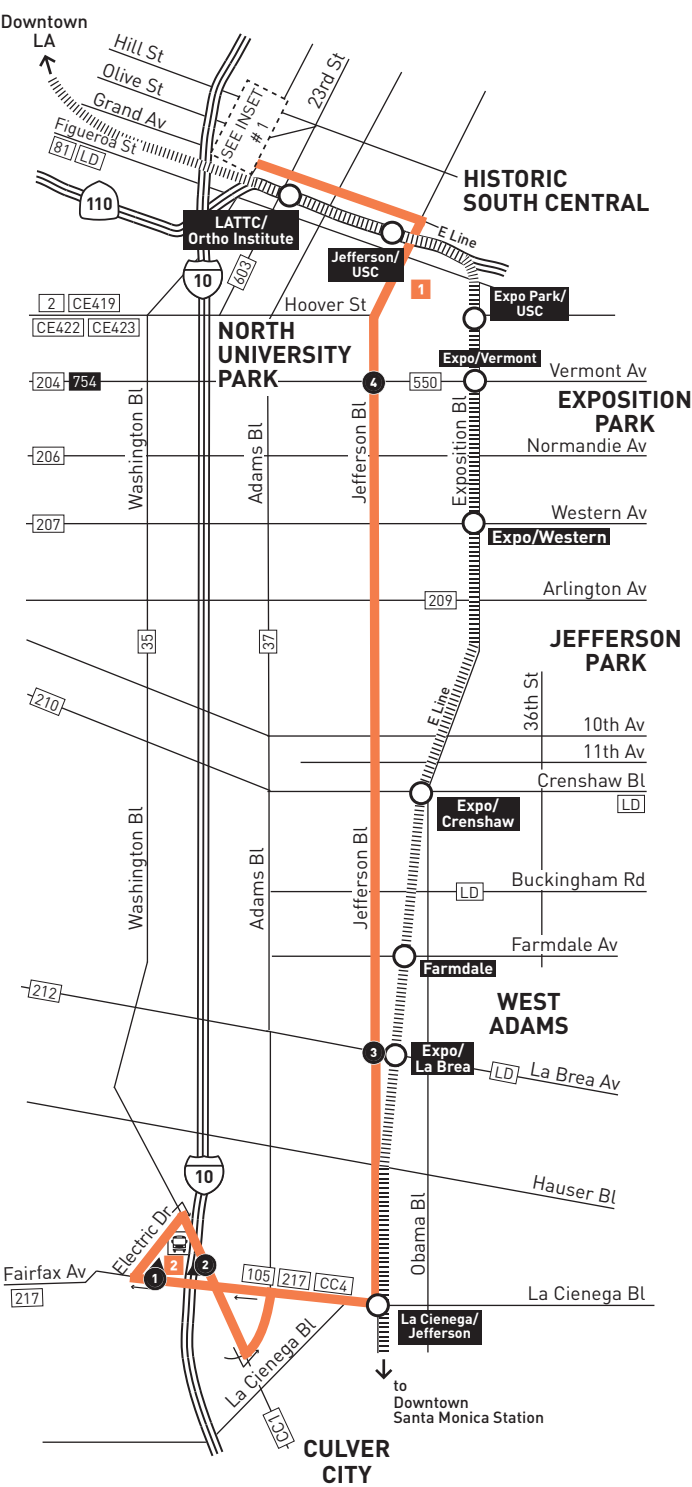 Downtown
LA
Hill St
Olive St
Grand Av
Figueroa St
81
LD
SEE INSET
# 1
23rd St
110
HISTORIC
SOUTH CENTRAL
LATTC/
Ortho Institute
E Line
Jefferson/
USC
603
10
1
2
CE419
CE422
CE423
Hoover St
Expo Park/
USC
NORTH
UNIVERSITY
PARK
Expo/Vermont
204
754
4
550
Vermont Av
EXPOSITION
PARK
Washington Bl
Adams Bl
Jefferson Bl
Exposition Bl
Normandie Av
206
207
Western Av
Expo/Western
209
Arlington Av
35
37
JEFFERSON
PARK
210
E Line
36th St
10th Av
11th Av
Crenshaw Bl
LD
Expo/
Crenshaw
Washington Bl
Adams Bl
Jefferson Bl
Buckingham Rd
LD
Farmdale Av
Farmdale
212
WEST
ADAMS
3
Expo/
La Brea
LD
La Brea Av
10
Hauser Bl
Electric Dr
Obama Bl
2
1
2
Fairfax Av
217
105
217
CC4
La Cienega Bl
La Cienega/
Jefferson
La Cienega Bl
CC1
to
Downtown
Santa Monica Station
CULVER
CITY